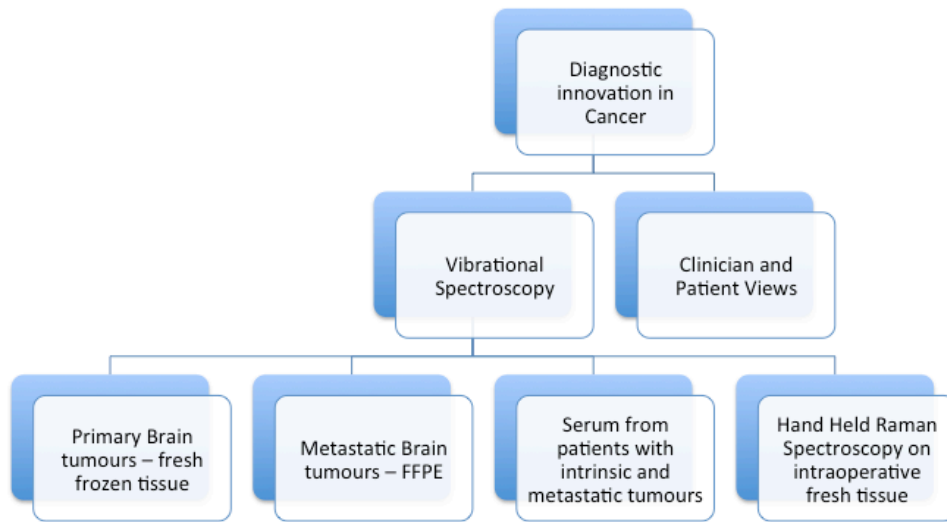 Diagnostic
innovation in
Cancer
Vibrational
Spectroscopy
Clinician and
Patient Views
Primary Brain
tumours – fresh
frozen tissue
Metastatic Brain
tumours – FFPE
Serum from
patients with
intrinsic and
metastatic tumours
Hand Held Raman
Spectroscopy on
intraoperative
fresh tissue